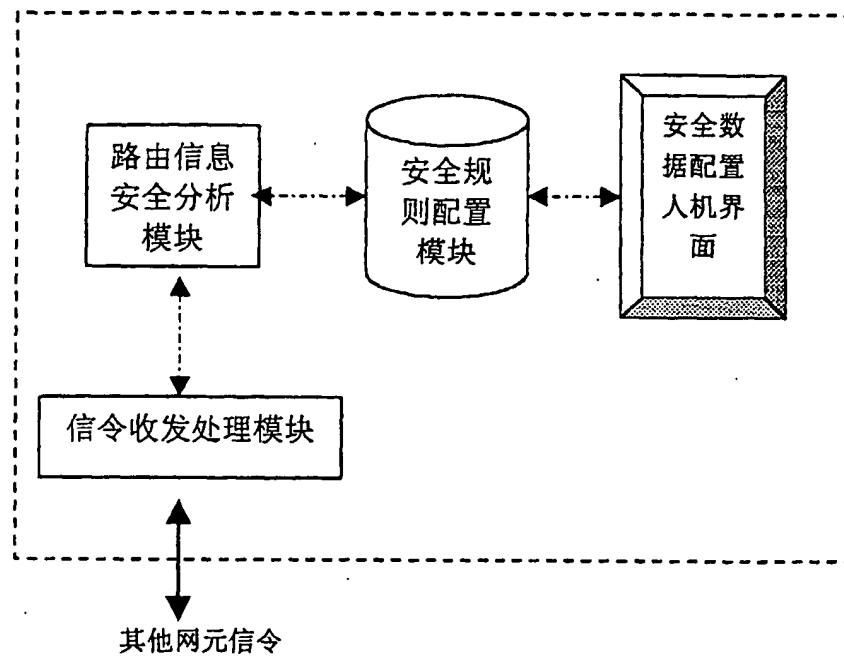 路由信息
安全分析
模块
安全规
则配置
模块
安全数
据配置
人机界
面
信令收发处理模块
其他网元信令